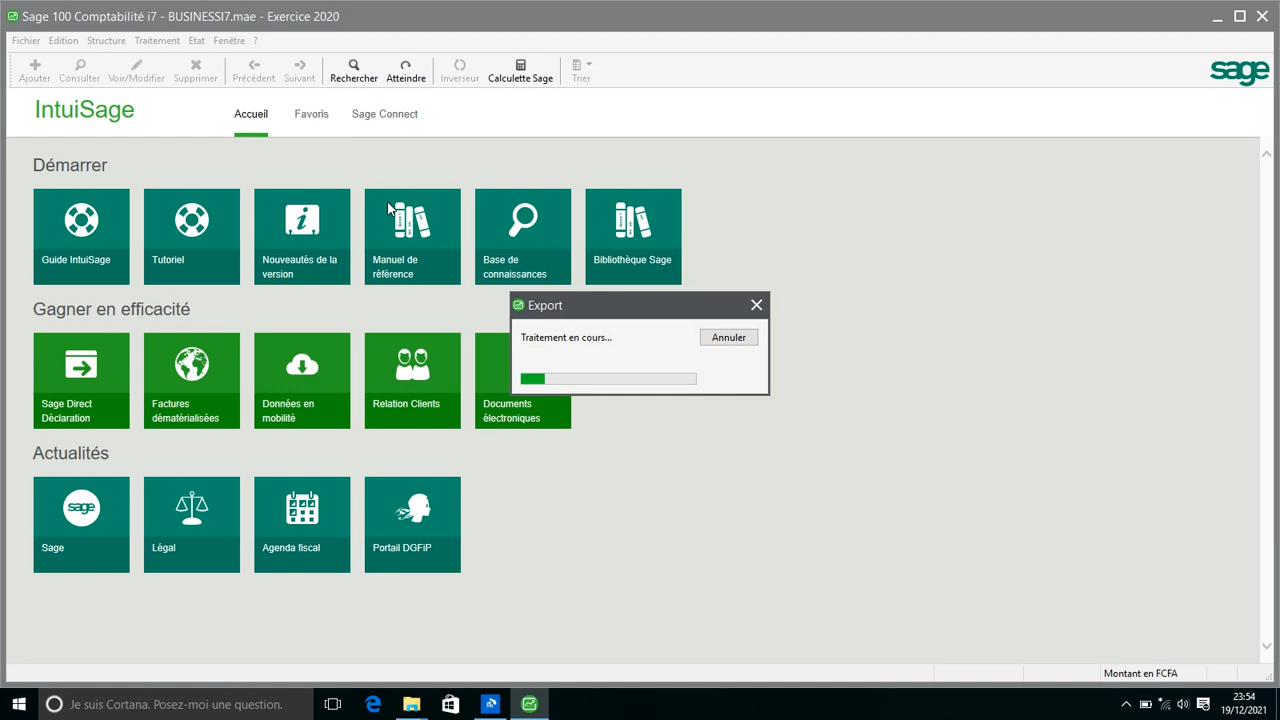 Sage 100 Comptabilité i7 - BUSINESSI7.mae - Exercice 2020
Fichier Edition Structure Traitement Etat Fenêtre ?
Ajouter Consulter Voir/Modifier Supprimer Précédent Suivant Rechercher Atteindre Inverseur Calculette Sage Trier
sage
IntuiSage
Accueil Favoris Sage Connect
Démarrer
Guide IntuiSage
Tutoriel
Nouveautés de la
version
Manuel de
référence
Base de
connaissances
Bibliothèque Sage
Export
Traitement en cours...
Annuler
Gagner en efficacité
Sage Direct
Déclaration
Factures
dématérialisées
Données en
mobilité
Relation Clients
Documents
électroniques
Actualités
sage
Sage
Légal
Agenda fiscal
Portail DGFiP
Montant en FCFA
Je suis Cortana. Posez-moi une question.
23:54
19/12/2021